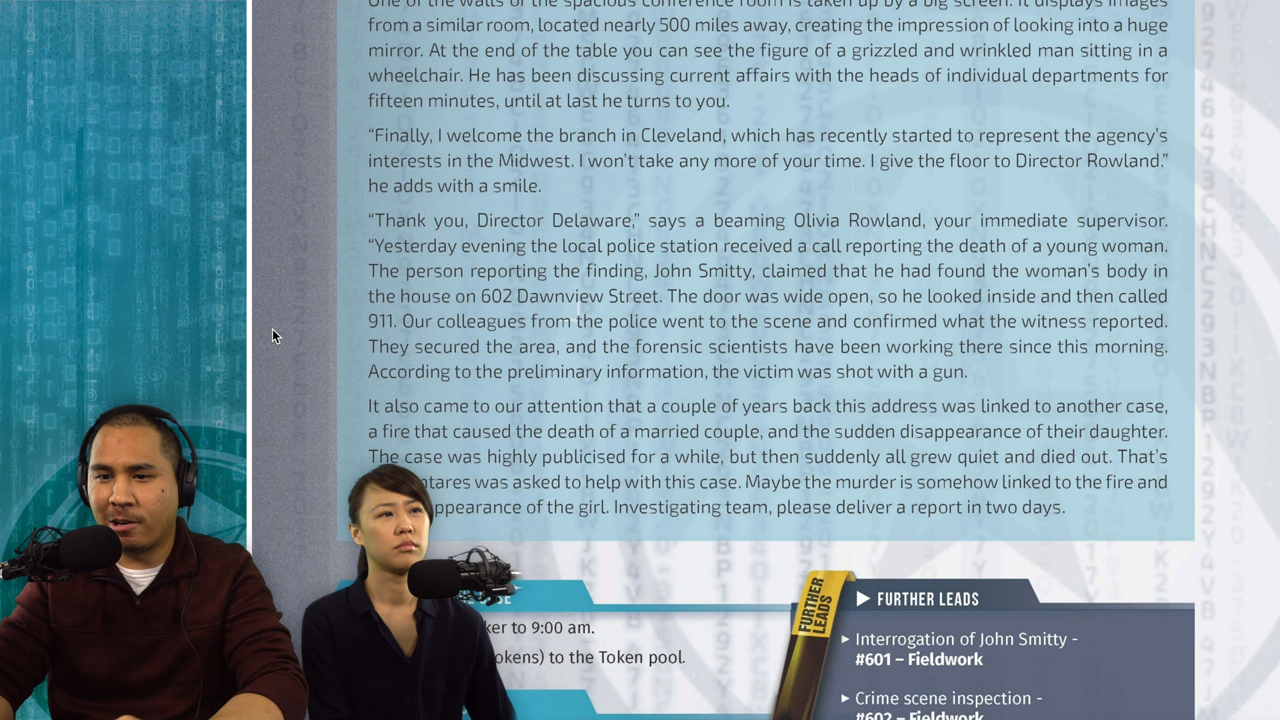 One of the walls of the spacious conference room is taken up by a big screen. It displays images
from a similar room, located nearly 500 miles away, creating the impression of looking into a huge
mirror. At the end of the table you can see the figure of a grizzled and wrinkled man sitting in a
wheelchair. He has been discussing current affairs with the heads of individual departments for
fifteen minutes, until at last he turns to you.
“Finally, I welcome the branch in Cleveland, which has recently started to represent the agency’s
interests in the Midwest. I won’t take any more of your time. I give the floor to Director Rowland.”
he adds with a smile.
“Thank you, Director Delaware,” says a beaming Olivia Rowland, your immediate supervisor.
“Yesterday evening the local police station received a call reporting the death of a young woman.
The person reporting the finding, John Smitty, claimed that he had found the woman’s body in
the house on 602 Dawnview Street. The door was wide open, so he looked inside and then called
911. Our colleagues from the police went to the scene and confirmed what the witness reported.
They secured the area, and the forensic scientists have been working there since this morning.
According to the preliminary information, the victim was shot with a gun.
It also came to our attention that a couple of years back this address was linked to another case,
a fire that caused the death of a married couple, and the sudden disappearance of their daughter.
The case was highly publicised for a while, but then suddenly all grew quiet and died out. That’s
ntares was asked to help with this case. Maybe the murder is somehow linked to the fire and
ppearance of the girl. Investigating team, please deliver a report in two days.
ker to 9:00 am.
okens) to the Token pool.
FURTHER LEADS
▶ FURTHER LEADS
▶ Interrogation of John Smitty -
#601 – Fieldwork
▶ Crime scene inspection -
#602 – Fieldwork